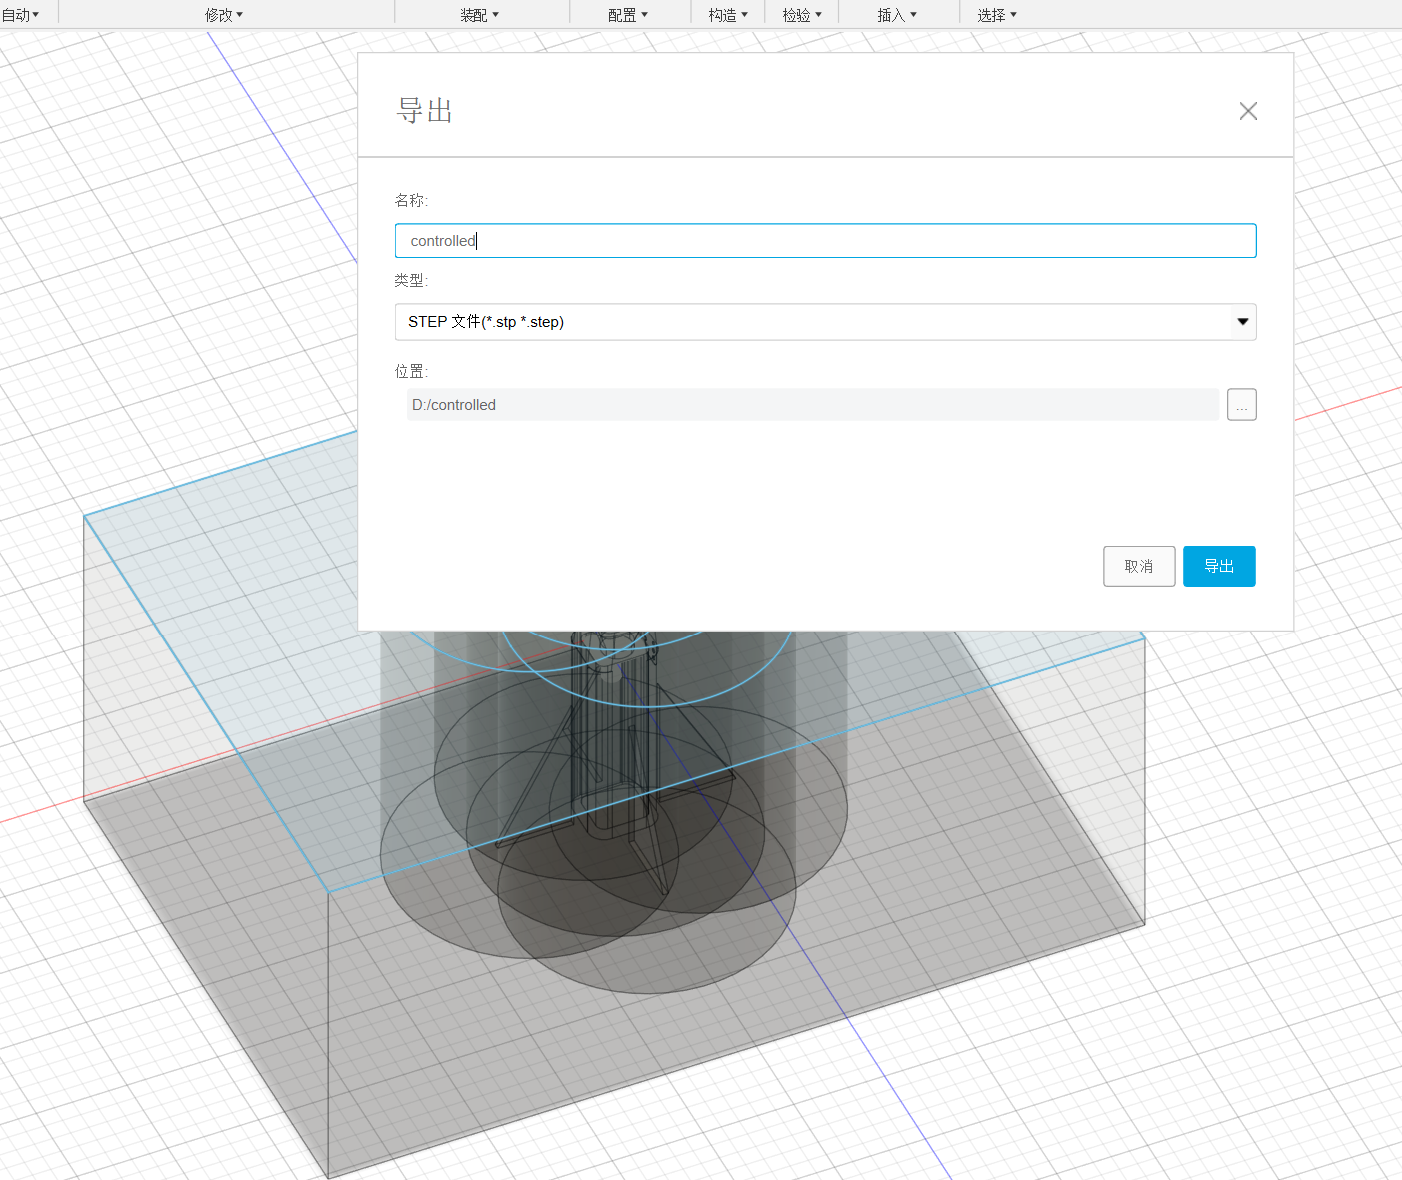 自动 修改 装配 配置 构造 检验 插入 选择
导出
名称:
controlled
类型:
STEP 文件(*.stp *.step)
位置:
D:/controlled
...
取消 导出